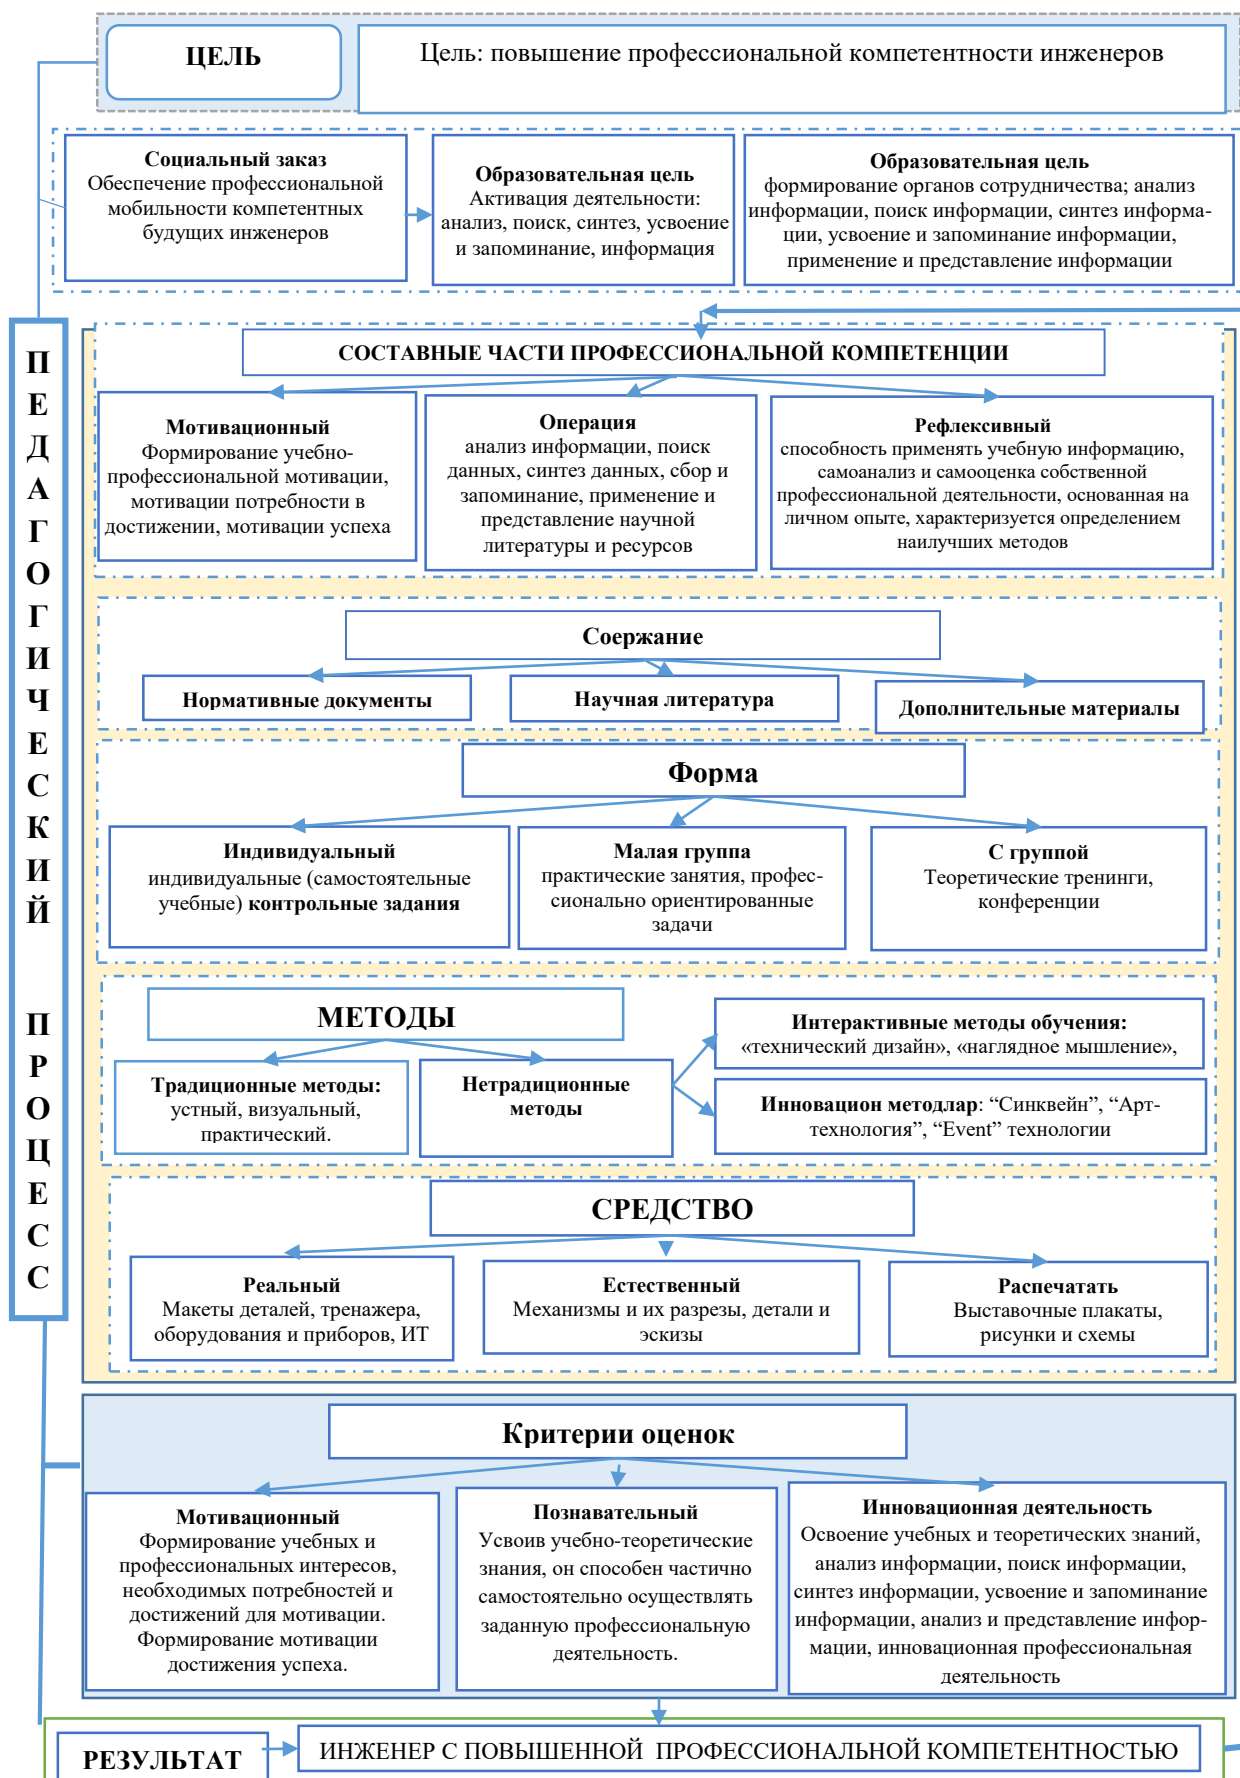 ЦЕЛЬ
Цель: повышение профессиональной компетентности инженеров
Социальный заказ
Обеспечение профессиональной
мобильности компетентных
будущих инженеров
Образовательная цель
Активация деятельности:
анализ, поиск, синтез, усвоение
и запоминание, информация
Образовательная цель
формирование органов сотрудничества; анализ
информации, поиск информации, синтез информа-
ции, усвоение и запоминание информации,
применение и представление информации
ПЕДАГОГИЧЕСКИЙ ПРОЦЕСС
СОСТАВНЫЕ ЧАСТИ ПРОФЕССИОНАЛЬНОЙ КОМПЕТЕНЦИИ
Мотивационный
Формирование учебно-
профессиональной мотивации,
мотивации потребности в
достижении, мотивации успеха
Операция
анализ информации, поиск
данных, синтез данных, сбор и
запоминание, применение и
представление научной
литературы и ресурсов
Рефлексивный
способность применять учебную информацию,
самоанализ и самооценка собственной
профессиональной деятельности, основанная на
личном опыте, характеризуется определением
наилучших методов
Соержание
Нормативные документы
Научная литература
Дополнительные материалы
Форма
Индивидуальный
индивидуальные (самостоятельные
учебные) контрольные задания
Малая группа
практические занятия, профес-
сионально ориентированные
задачи
С группой
Теоретические тренинги,
конференции
МЕТОДЫ
Традиционные методы:
устный, визуальный,
практический.
Нетрадиционные
методы
Интерактивные методы обучения:
«технический дизайн», «наглядное мышление»,
Инновацион методлар: “Синквейн”, “Арт-
технология”, “Event” технологии
СРЕДСТВО
Реальный
Макеты деталей, тренажера,
оборудования и приборов, ИТ
Естественный
Механизмы и их разрезы, детали и
эскизы
Распечатать
Выставочные плакаты,
рисунки и схемы
Критерии оценок
Мотивационный
Формирование учебных и
профессиональных интересов,
необходимых потребностей и
достижений для мотивации.
Формирование мотивации
достижения успеха.
Познавательный
Усвоив учебно-теоретические
знания, он способен частично
самостоятельно осуществлять
заданную профессиональную
деятельность.
Инновационная деятельность
Освоение учебных и теоретических знаний,
анализ информации, поиск информации,
синтез информации, усвоение и запоминание
информации, анализ и представление инфор-
мации, инновационная профессиональная
деятельность
РЕЗУЛЬТАТ
ИНЖЕНЕР С ПОВЫШЕННОЙ ПРОФЕССИОНАЛЬНОЙ КОМПЕТЕНТНОСТЬЮ